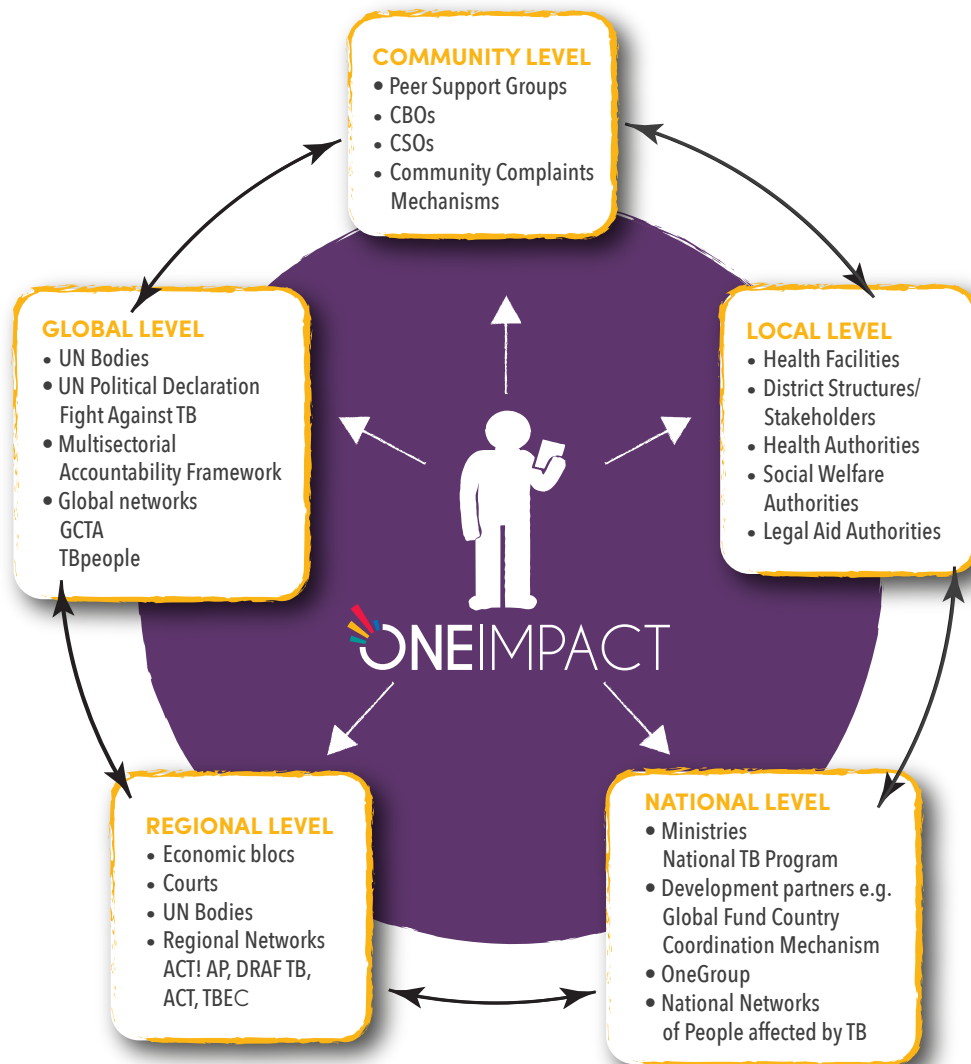 COMMUNITY LEVEL
• Peer Support Groups
• CBOs
• CSOs
• Community Complaints
Mechanisms
GLOBAL LEVEL
• UN Bodies
• UN Political Declaration
Fight Against TB
• Multisectorial
Accountability Framework
• Global networks
GCTA
TBpeople
LOCAL LEVEL
• Health Facilities
• District Structures/
Stakeholders
• Health Authorities
• Social Welfare
Authorities
• Legal Aid Authorities
ONEIMPACT
REGIONAL LEVEL
• Economic blocs
• Courts
• UN Bodies
• Regional Networks
ACT! AP, DRAF TB,
ACT, TBEC
NATIONAL LEVEL
• Ministries
National TB Program
• Development partners e.g.
Global Fund Country
Coordination Mechanism
• OneGroup
• National Networks
of People affected by TB